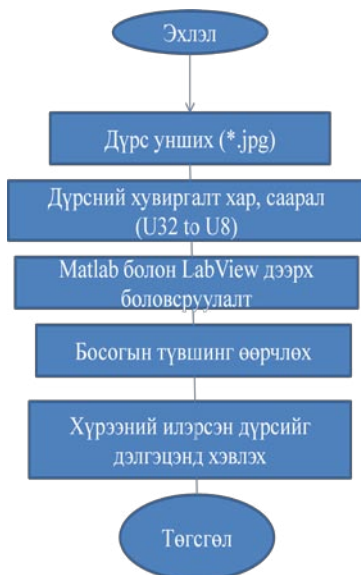 Эхлэл
Дүрс унших (*.jpg)
Дүрсний хувиргалт хар, саарал
(U32 to U8)
Matlab болон LabView дээрх
боловсруулалт
Босогын түвшинг өөрчлөх
Хүрээний илэрсэн дүрсийг
дэлгэцэнд хэвлэх
Төгсгөл